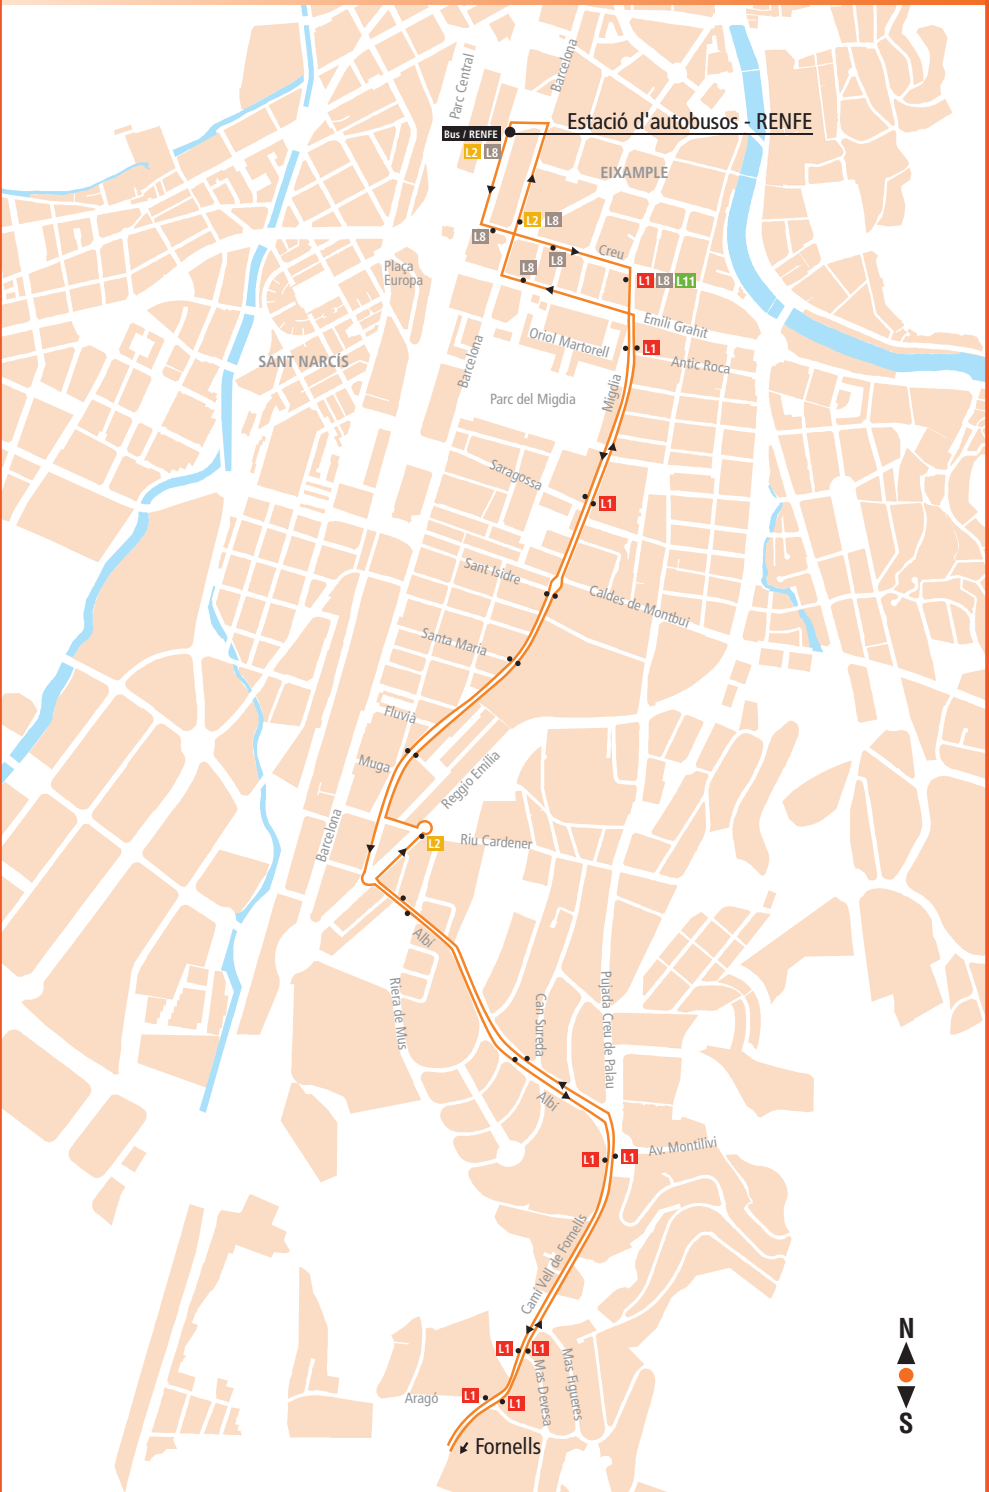 Parc Central
Barcelona
Estació d'autobusos - RENFE
Bus / RENFE
L2 L8
EIXAMPLE
L2 L8
L8
Creu
L8
Plaça
Europa
L8
L1 L8 L11
Emili Grahit
Oriol Martorell
L1
Antic Roca
SANT NARCÍS
Barcelona
Migdia
Parc del Migdia
Saragossa
L1
Sant Isidre
Caldes de Montbui
Santa Maria
Fluvià
Muga
Reggio Emilia
Barcelona
L2
Riu Cardener
Albí
Riera de Mus
Can Sureda
Pujada Creu de Palau
Albí
L1
L1
Av. Montilivi
Camí Vell de Fornells
L1
L1
Mas Devesa
Mas Figueres
Aragó
L1
L1
Fornells
N
S